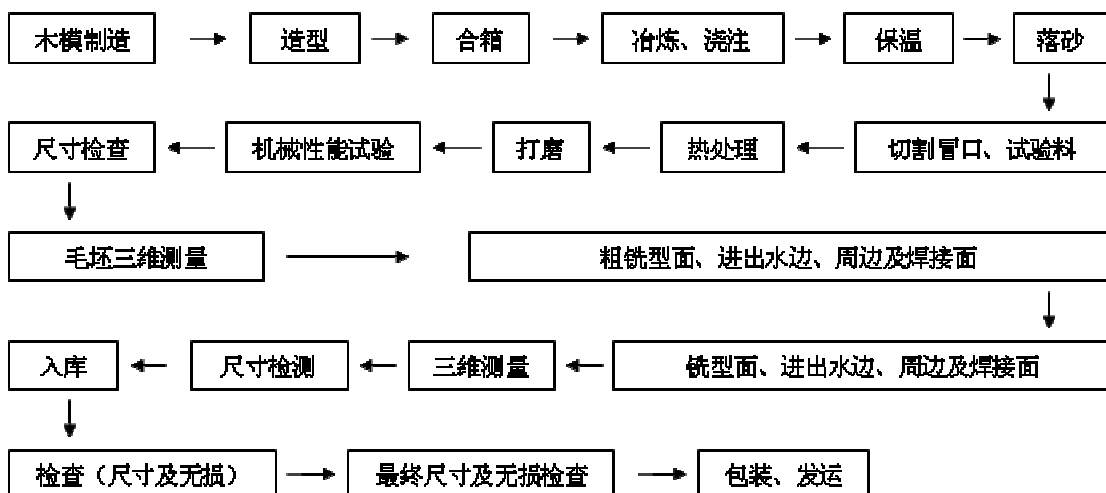 木模制造 造型 合箱 冶炼、浇注 保温 落砂
尺寸检查 机械性能试验 打磨 热处理 切割冒口、试验料
毛坯三维测量 粗铣型面、进出水边、周边及焊接面
入库 尺寸检测 三维测量 铣型面、进出水边、周边及焊接面
检查（尺寸及无损） 最终尺寸及无损检查 包装、发运